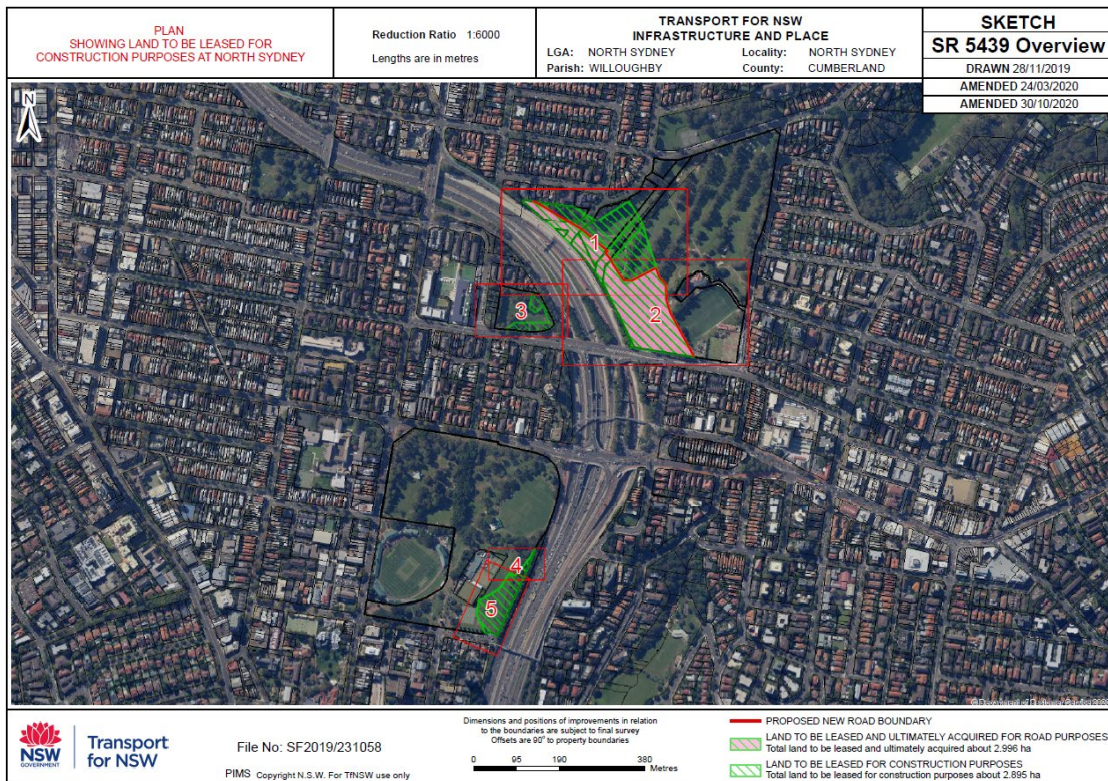 PLAN
SHOWING LAND TO BE LEASED FOR
CONSTRUCTION PURPOSES AT NORTH SYDNEY
Reduction Ratio 1:6000
Lengths are in metres
TRANSPORT FOR NSW
INFRASTRUCTURE AND PLACE
LGA: NORTH SYDNEY Locality: NORTH SYDNEY
Parish: WILLOUGHBY County: CUMBERLAND
SKETCH
SR 5439 Overview
DRAWN 28/11/2019
AMENDED 24/03/2020
AMENDED 30/10/2020
N
1
2
3
4
5
NSW
GOVERNMENT
Transport
for NSW
File No: SF2019/231058
PIMS Copyright N.S.W. For TfNSW use only
Dimensions and positions of improvements in relation
to the boundaries are subject to final survey
Offsets are 90° to property boundaries
0 95 190 380
Metres
PROPOSED NEW ROAD BOUNDARY
LAND TO BE LEASED AND ULTIMATELY ACQUIRED FOR ROAD PURPOSES
Total land to be leased and ultimately acquired about 2.996 ha
LAND TO BE LEASED FOR CONSTRUCTION PURPOSES
Total land to be leased for construction purposes about 2.895 ha